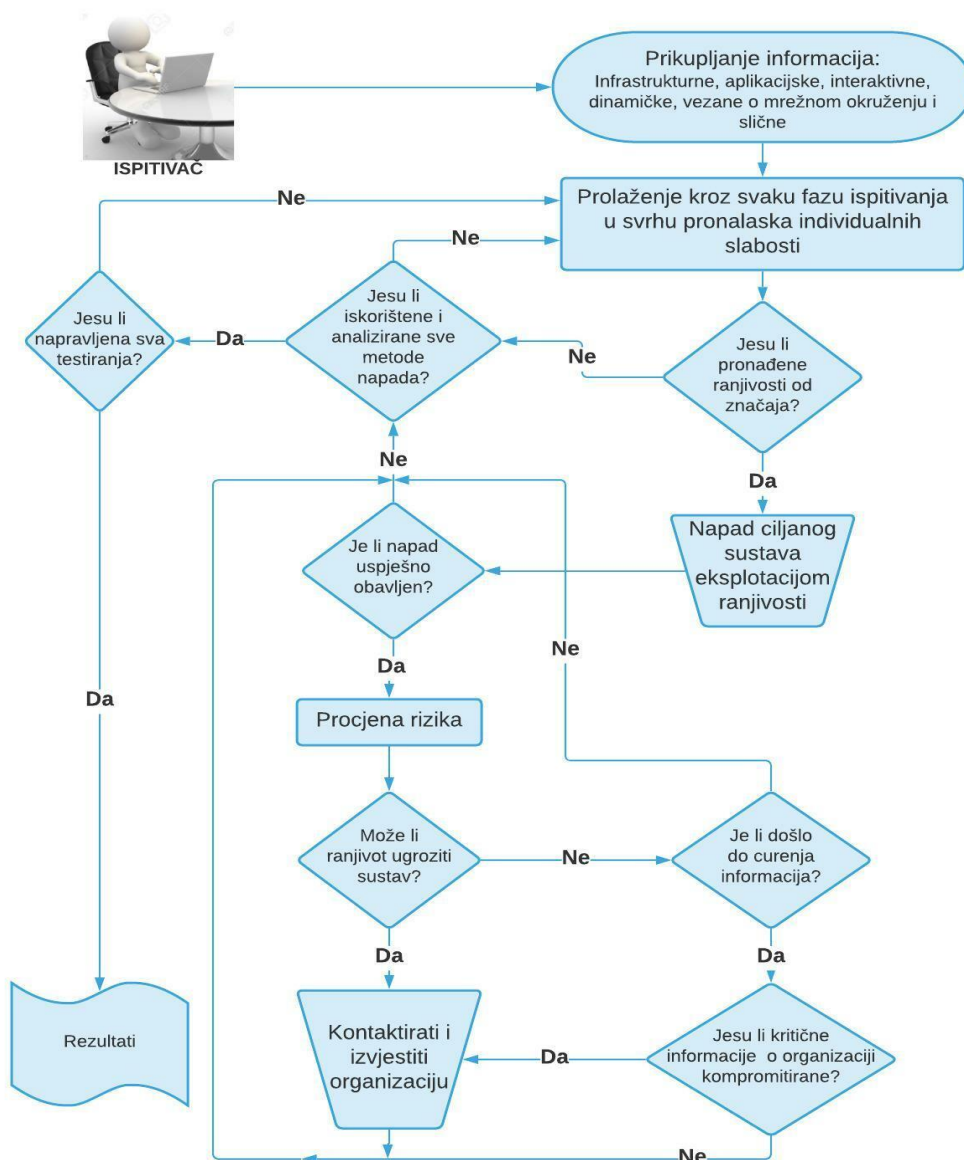 ISPITIVAČ
Prikupljanje informacija:
Infrastrukturne, aplikacijske, interaktivne,
dinamičke, vezane o mrežnom okruženju i
slične
Ne
Prolaženje kroz svaku fazu ispitivanja
u svrhu pronalaska individualnih
slabosti
Ne
Jesu li
napravljena sva
testiranja?
Da
Jesu li
iskorištene i
analizirane sve
metode
napada?
Ne
Jesu li
pronađene
ranjivosti od
značaja?
Ne
Da
Je li napad
uspješno
obavljen?
Napad ciljanog
sustava
eksplotacijom
ranjivosti
Ne
Da
Da
Procjena rizika
Može li
ranjivot ugroziti
sustav?
Ne
Je li došlo
do curenja
informacija?
Da
Da
Rezultati
Kontaktirati i
izvjestiti
organizaciju
Da
Jesu li kritične
informacije o organizaciji
kompromitirane?
Ne